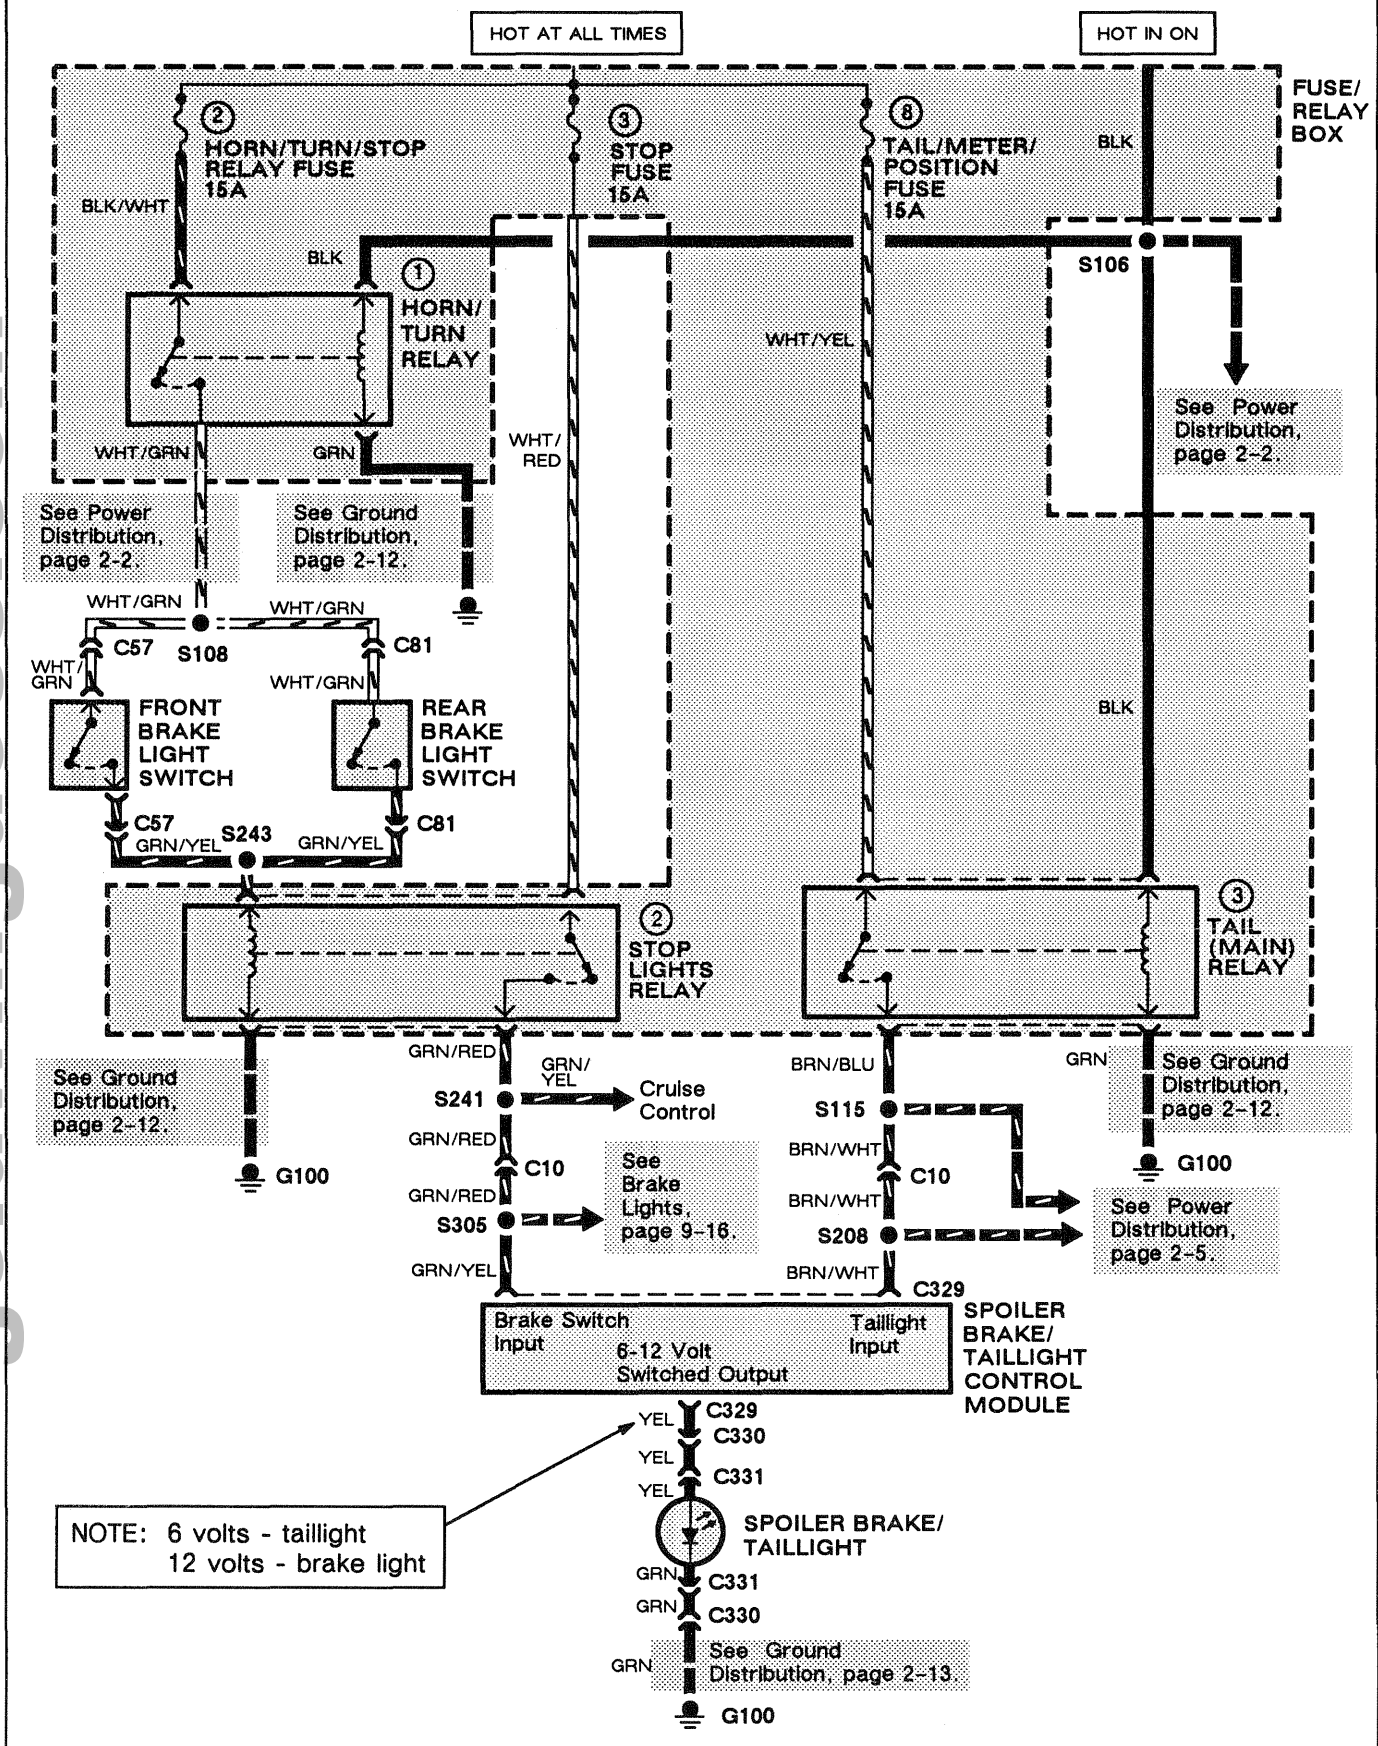 HOT AT ALL TIMES
HOT IN ON
FUSE/
RELAY
BOX
2
HORN/TURN/STOP
RELAY FUSE
15A
3
STOP
FUSE
15A
8
TAIL/METER/
POSITION
FUSE
15A
BLK
BLK/WHT
BLK
1
HORN/
TURN
RELAY
S106
WHT/YEL
See Power
Distribution,
page 2-2.
WHT/GRN
GRN
WHT/
RED
See Power
Distribution,
page 2-2.
See Ground
Distribution,
page 2-12.
WHT/GRN
WHT/GRN
C57
S108
C81
WHT/
GRN
WHT/GRN
FRONT
BRAKE
LIGHT
SWITCH
REAR
BRAKE
LIGHT
SWITCH
BLK
C57
S243
C81
GRN/YEL
GRN/YEL
2
STOP
LIGHTS
RELAY
3
TAIL
(MAIN)
RELAY
See Ground
Distribution,
page 2-12.
G100
GRN/RED
GRN/
YEL
S241
Cruise
Control
GRN/RED
C10
GRN/RED
S305
See
Brake
Lights,
page 9-16.
GRN/YEL
BRN/BLU
S115
BRN/WHT
C10
BRN/WHT
S208
BRN/WHT
C329
GRN
See Ground
Distribution,
page 2-12.
G100
See Power
Distribution,
page 2-5.
Brake Switch
Input
6-12 Volt
Switched Output
Taillight
Input
SPOILER
BRAKE/
TAILLIGHT
CONTROL
MODULE
YEL
C329
C330
YEL
C331
YEL
NOTE: 6 volts - taillight
12 volts - brake light
SPOILER BRAKE/
TAILLIGHT
GRN
C331
GRN
C330
GRN
See Ground
Distribution, page 2-13.
G100